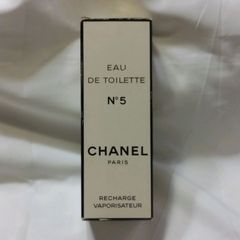 EAU
DE TOILETTE
N°5
CHANEL
PARIS
RECHARGE
VAPORISATEUR